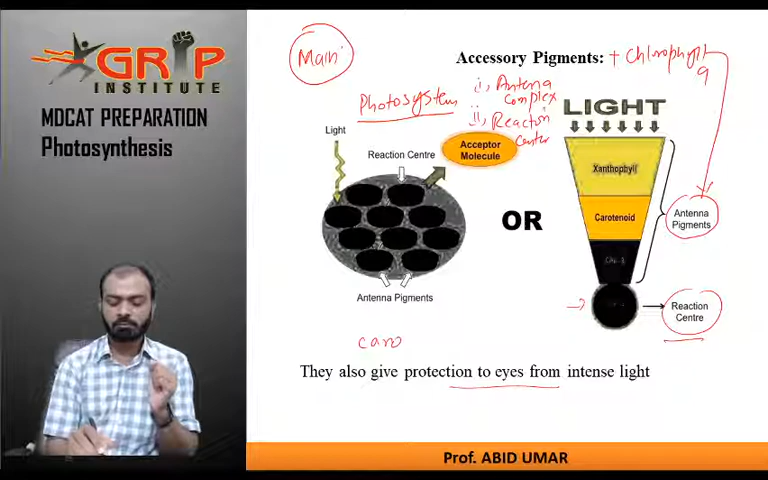 GRIP
INSTITUTE
MDCAT PREPARATION
Photosynthesis
Main
Accessory Pigments: + Chlorophyll
a
Photosystem
i, Antena
Complex
ii, Reaction
Center
LIGHT
Light
Reaction Centre
Acceptor
Molecule
Xanthophyll
Carotenoid
Antenna
Pigments
OR
Reaction
Centre
Antenna Pigments
caro
They also give protection to eyes from intense light
Prof. ABID UMAR